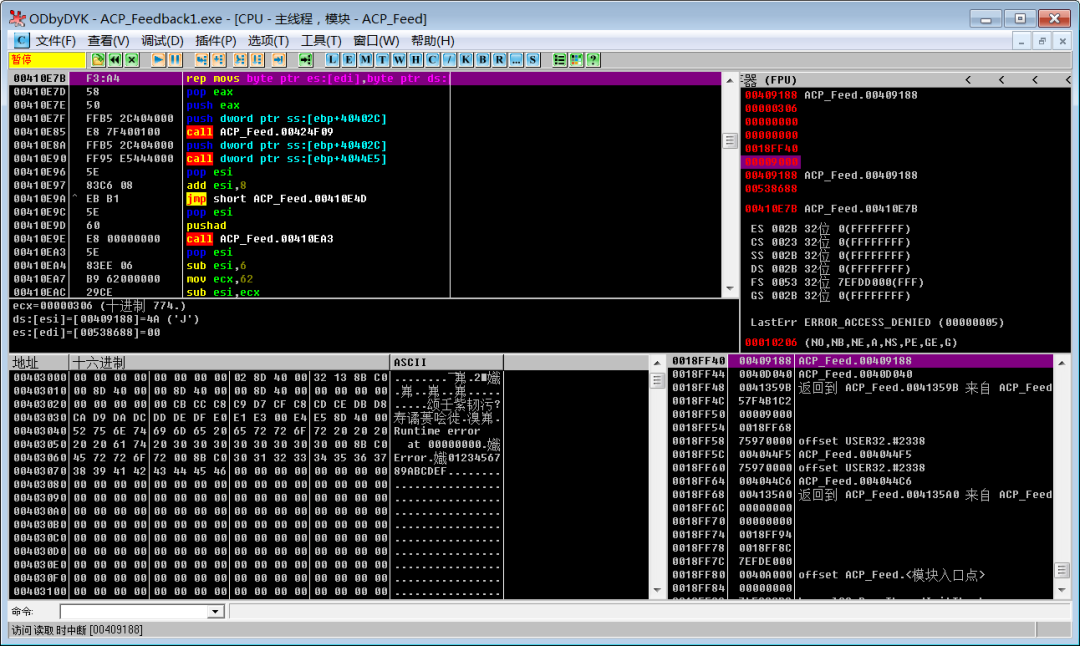 ODbyDYK - ACP_Feedback1.exe - [CPU - 主线程, 模块 - ACP_Feed]
C 文件(F) 查看(V) 调试(D) 插件(P) 选项(T) 工具(T) 窗口(W) 帮助(H)
暂停 L E M T W H C / K B R ... S ?
00410E7B F3:A4 rep movs byte ptr es:[edi],byte ptr ds:
00410E7D 58 pop eax
00410E7E 50 push eax
00410E7F FFB5 2C404000 push dword ptr ss:[ebp+40402C]
00410E85 E8 7F400100 call ACP_Feed.00424F09
00410E8A FFB5 2C404000 push dword ptr ss:[ebp+40402C]
00410E90 FF95 E5444000 call dword ptr ss:[ebp+4044E5]
00410E96 5E pop esi
00410E97 83C6 08 add esi,8
00410E9A ^ EB B1 jmp short ACP_Feed.00410E4D
00410E9C 5E pop esi
00410E9D 60 pushad
00410E9E E8 00000000 call ACP_Feed.00410EA3
00410EA3 5E pop esi
00410EA4 83EE 06 sub esi,6
00410EA7 B9 62000000 mov ecx,62
00410EAC 29CE sub esi,ecx
ecx=00000306 (十进制 774.)
ds:[esi]=[00409188]=4A ('J')
es:[edi]=[00538688]=00
器 (FPU) < < < <
00409188 ACP_Feed.00409188
00000306
00000000
00000000
0018FF40
00409188 ACP_Feed.00409188
00538688
00410E7B ACP_Feed.00410E7B
ES 002B 32位 0(FFFFFFFF)
CS 0023 32位 0(FFFFFFFF)
SS 002B 32位 0(FFFFFFFF)
DS 002B 32位 0(FFFFFFFF)
FS 0053 32位 7EFDD000(FFF)
GS 002B 32位 0(FFFFFFFF)
LastErr ERROR_ACCESS_DENIED (00000005)
00010206 (NO,NB,NE,A,NS,PE,GE,G)
地址 十六进制 ASCII
00403000 00 00 00 00 00 00 00 00 02 8D 40 00 32 13 8B C0
00403010 00 8D 40 00 00 8D 40 00 00 8D 40 00 00 00 00 00
00403020 00 00 00 00 00 CB CC C8 C9 D7 CF C8 CD CE DB D8
00403030 CA D9 DA DC DD DE DF E0 E1 E3 00 E4 E5 8D 40 00
00403040 52 75 6E 74 69 6D 65 20 65 72 72 6F 72 20 20 20 Runtime error
00403050 20 20 61 74 20 30 30 30 30 30 30 30 30 00 8B C0 at 00000000.
00403060 45 72 72 6F 72 00 8B C0 30 31 32 33 34 35 36 37 Error. 01234567
00403070 38 39 41 42 43 44 45 46 00 00 00 00 00 00 00 00 89ABCDEF........
00403080 00 00 00 00 00 00 00 00 00 00 00 00 00 00 00 00 ................
00403090 00 00 00 00 00 00 00 00 00 00 00 00 00 00 00 00 ................
004030A0 00 00 00 00 00 00 00 00 00 00 00 00 00 00 00 00 ................
004030B0 00 00 00 00 00 00 00 00 00 00 00 00 00 00 00 00 ................
004030C0 00 00 00 00 00 00 00 00 00 00 00 00 00 00 00 00 ................
004030D0 00 00 00 00 00 00 00 00 00 00 00 00 00 00 00 00 ................
004030E0 00 00 00 00 00 00 00 00 00 00 00 00 00 00 00 00 ................
004030F0 00 00 00 00 00 00 00 00 00 00 00 00 00 00 00 00 ................
00403100 00 00 00 00 00 00 00 00 00 00 00 00 00 00 00 00 ................
0018FF40 00409188 ACP_Feed.00409188
0018FF44 0040D040 ACP_Feed.0040D040
0018FF48 0041359B 返回到 ACP_Feed.0041359B 来自 ACP_Feed
0018FF4C 57F4B1C2
0018FF50 00009000
0018FF54 0018FF68
0018FF58 75970000 offset USER32.#2338
0018FF5C 004044F5 ACP_Feed.004044F5
0018FF60 75970000 offset USER32.#2338
0018FF64 004044C6 ACP_Feed.004044C6
0018FF68 004135A0 返回到 ACP_Feed.004135A0 来自 ACP_Feed
0018FF6C 00000000
0018FF70 00000000
0018FF74 0018FF94
0018FF78 0018FF8C
0018FF7C 7EFDE000
0018FF80 0040A000 offset ACP_Feed.<模块入口点>
0018FF84 00000000
命令:
访问 读取 时中断 [00409188]